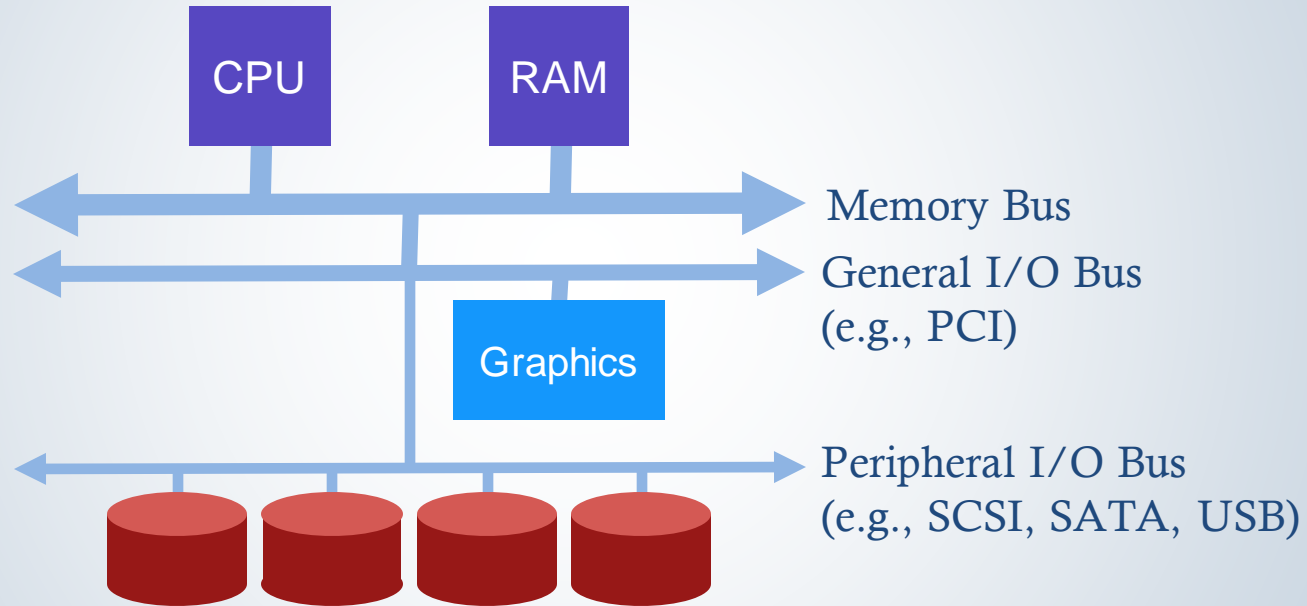 CPU
RAM
Memory Bus
General I/O Bus
(e.g., PCI)
Graphics
Peripheral I/O Bus
(e.g., SCSI, SATA, USB)